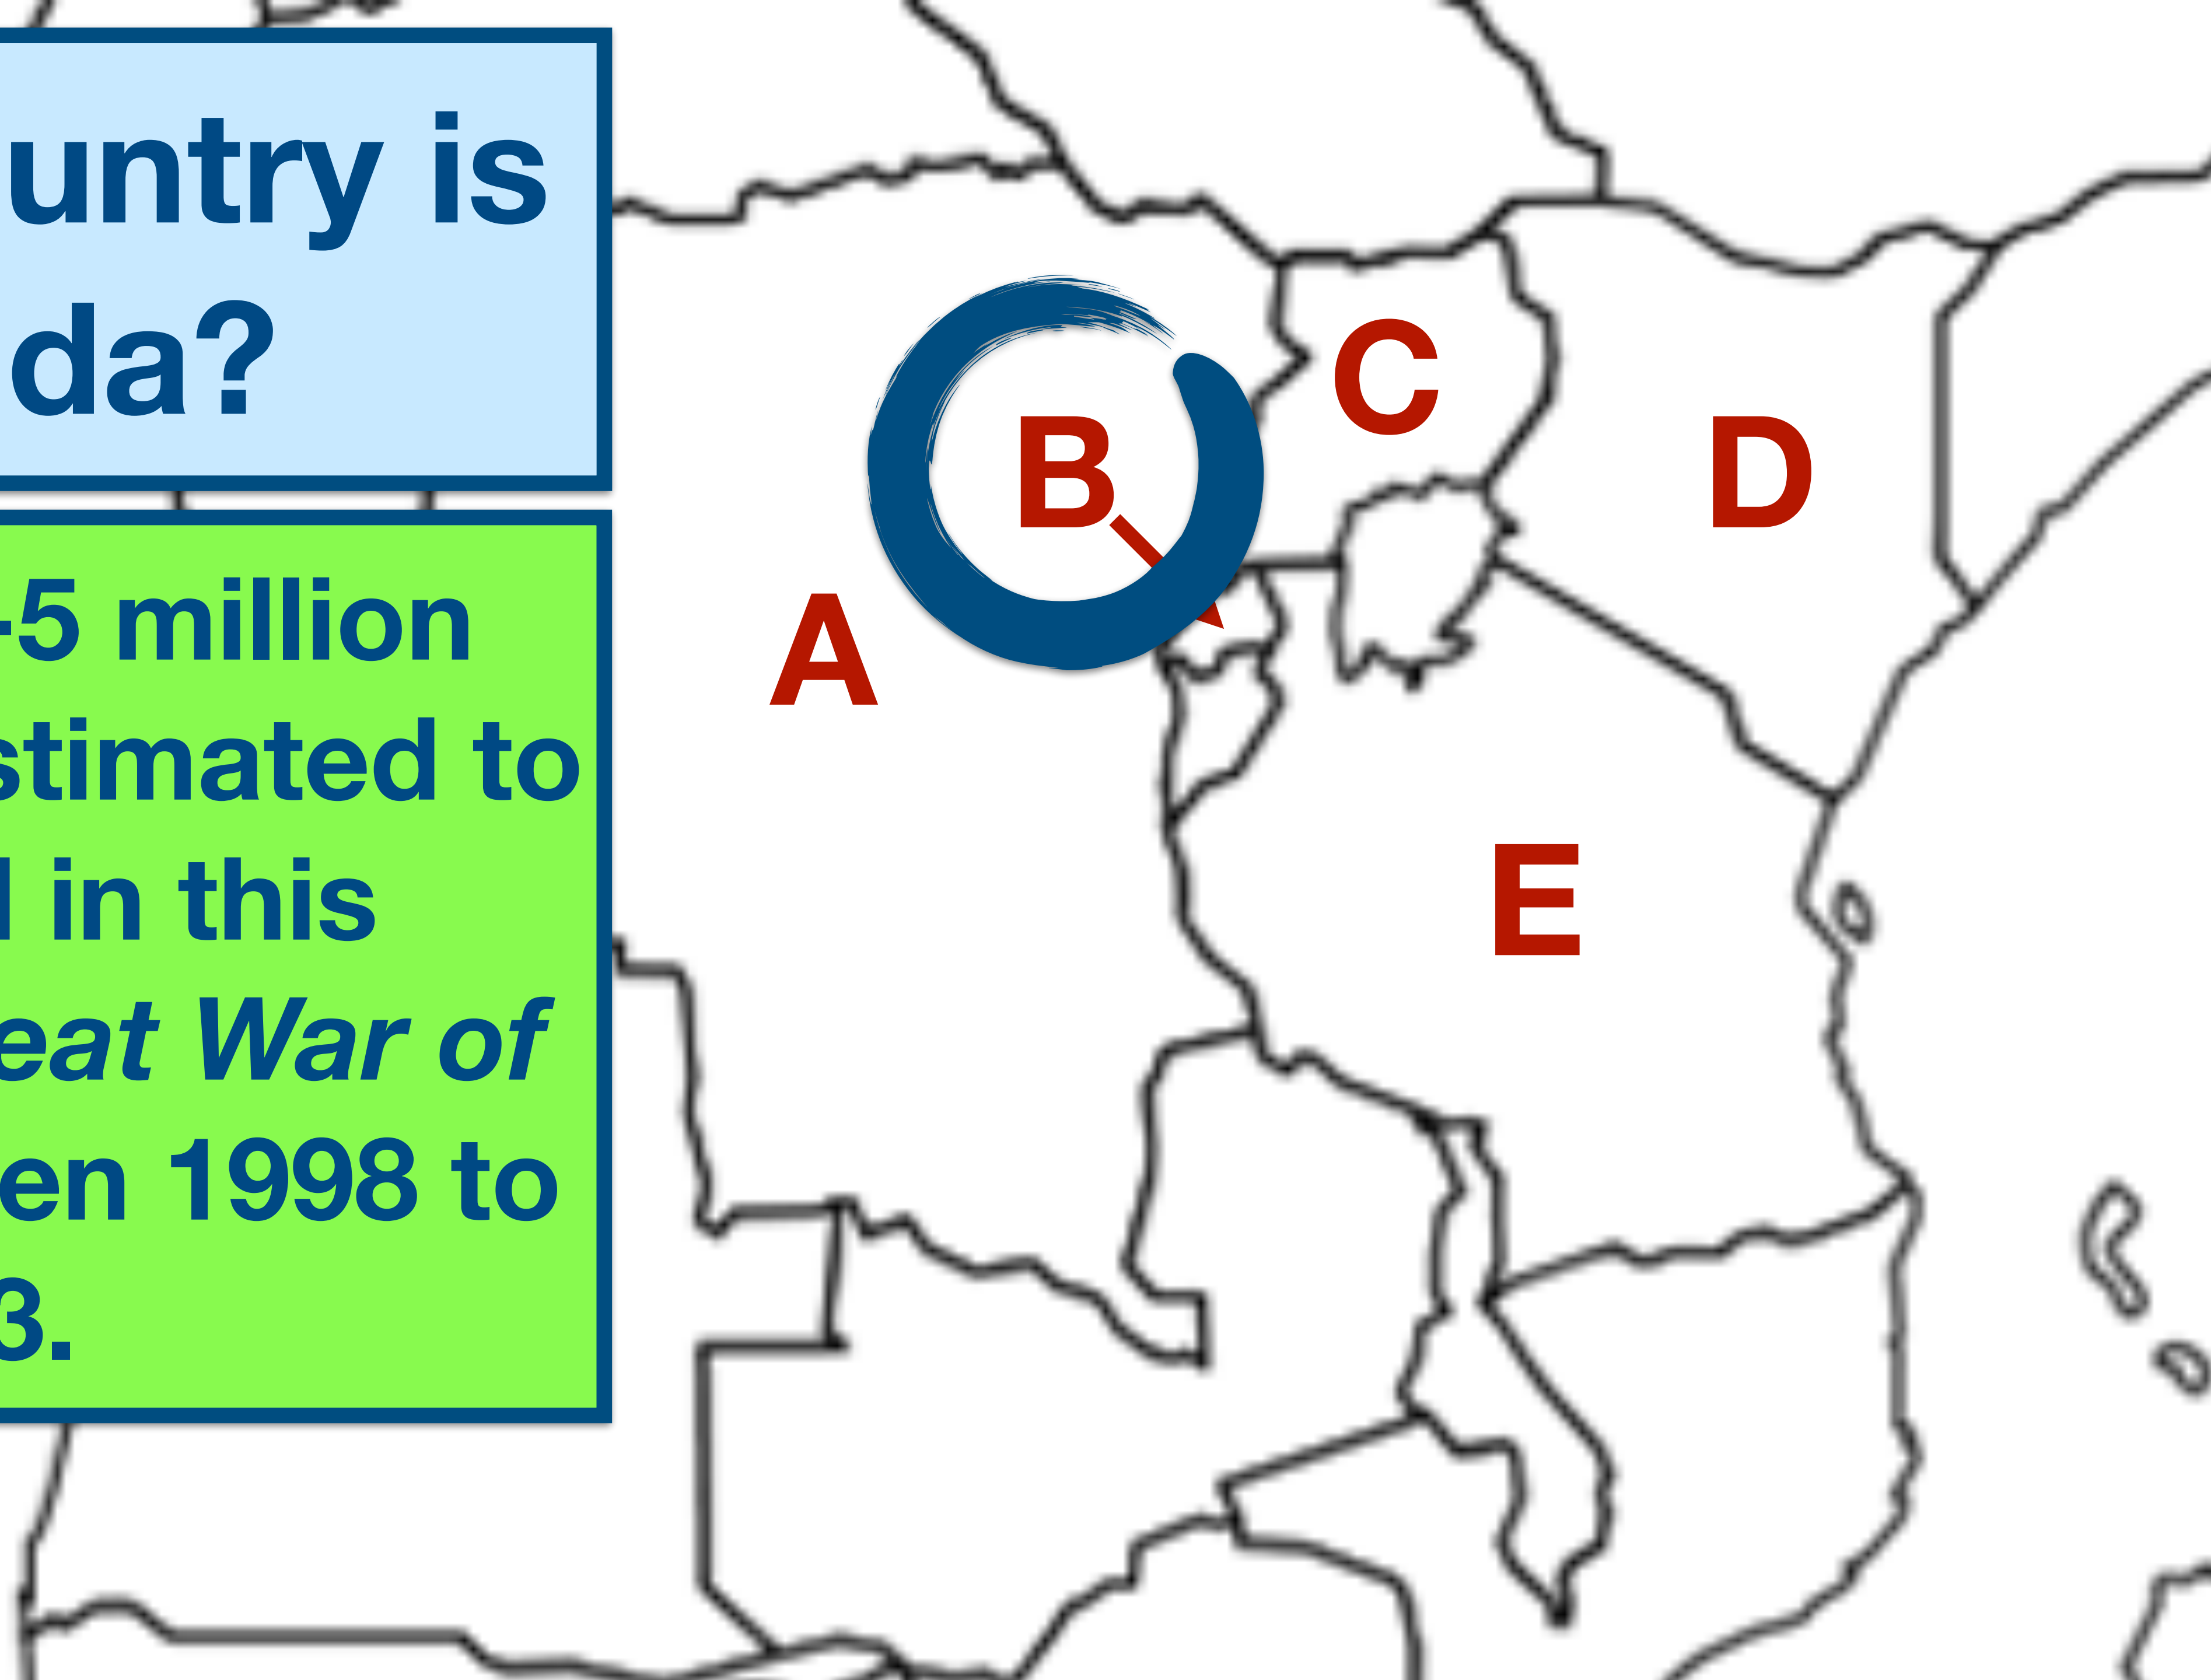 untry is
da?
-5 million
stimated to
l in this
eat War of
en 1998 to
3.
C
B
D
A
E